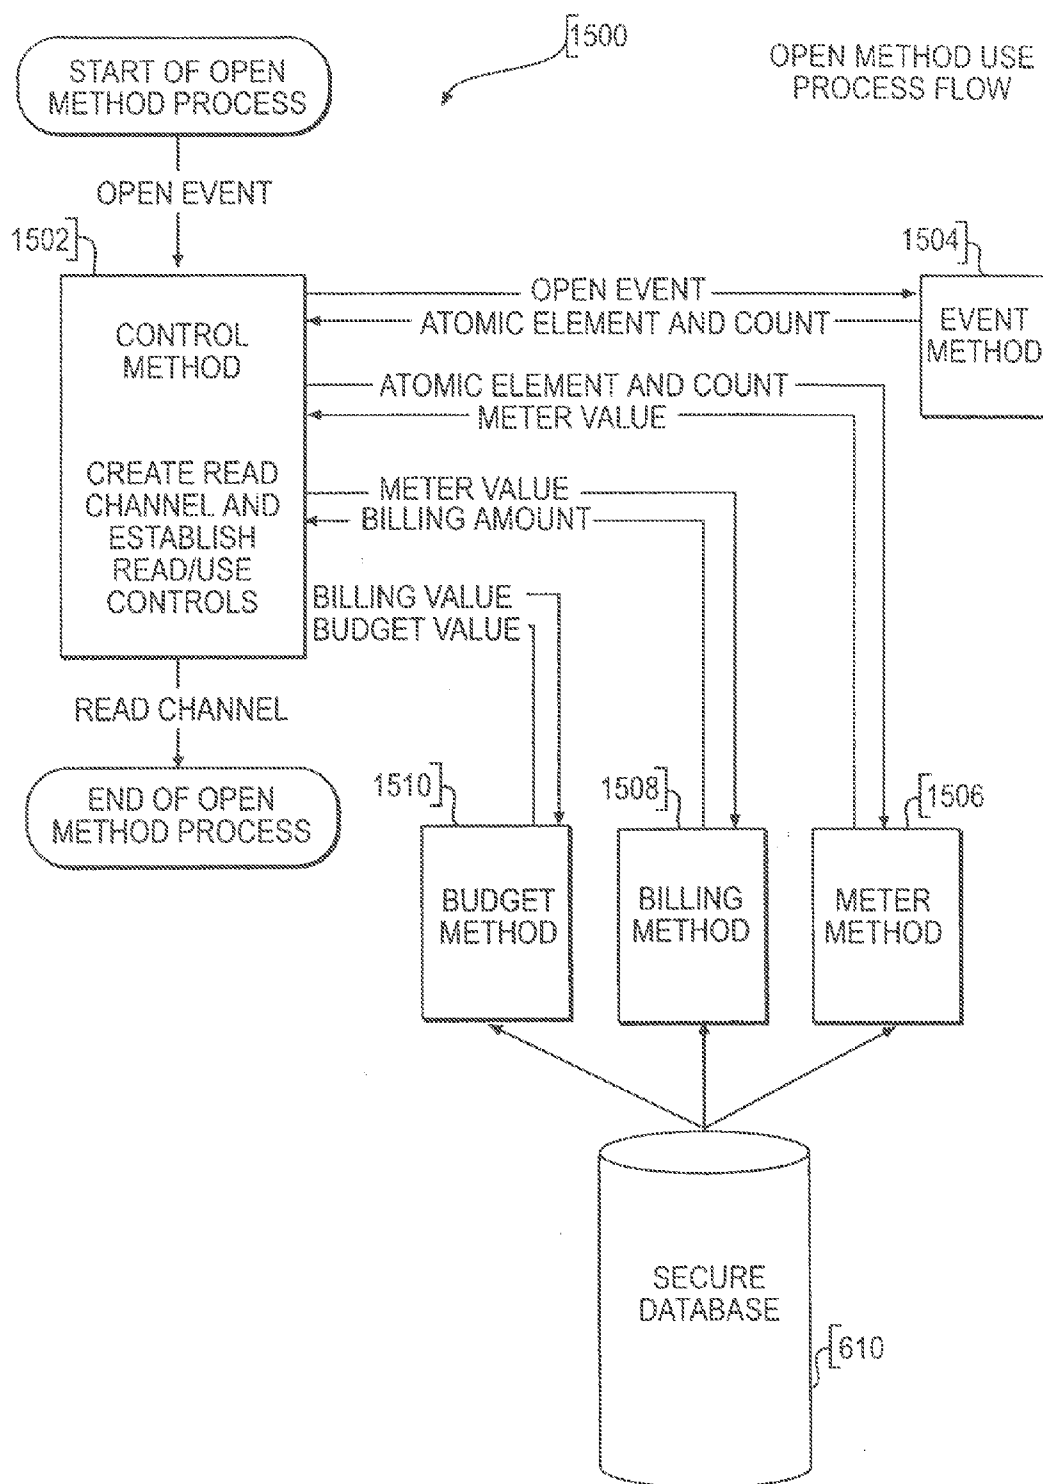 1500
OPEN METHOD USE
PROCESS FLOW
START OF OPEN
METHOD PROCESS
OPEN EVENT
1502
1504
CONTROL
METHOD
CREATE READ
CHANNEL AND
ESTABLISH
READ/USE
CONTROLS
OPEN EVENT
ATOMIC ELEMENT AND COUNT
EVENT
METHOD
ATOMIC ELEMENT AND COUNT
METER VALUE
METER VALUE
BILLING AMOUNT
BILLING VALUE
BUDGET VALUE
READ CHANNEL
END OF OPEN
METHOD PROCESS
1510
1508
1506
BUDGET
METHOD
BILLING
METHOD
METER
METHOD
SECURE
DATABASE
610